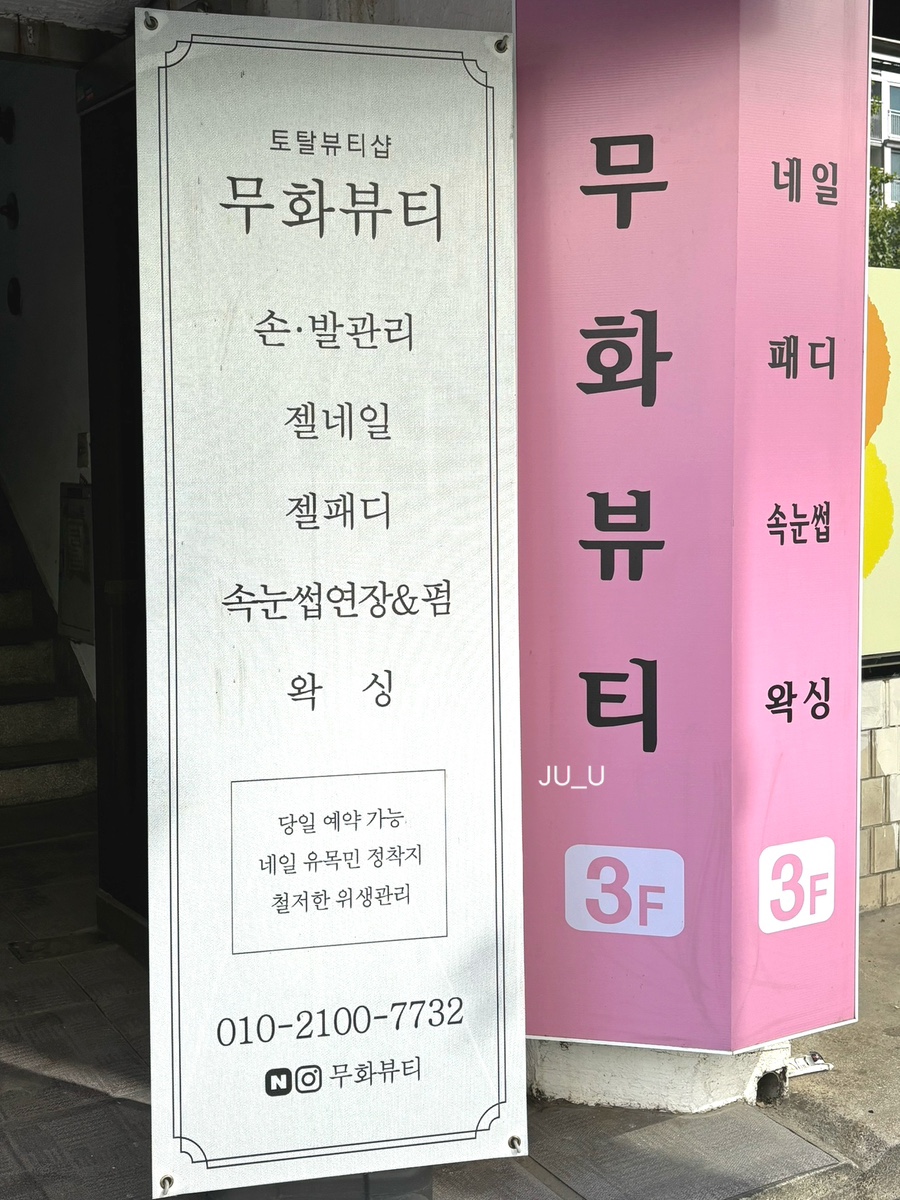 토탈뷰티샵
무화뷰티
손·발관리
젤네일
젤패디
속눈썹연장&펌
왁 싱
당일 예약 가능
네일 유목민 정착지
철저한 위생관리
010-2100-7732
N 무화뷰티
무화뷰티
3F
네일
패디
속눈썹
왁싱
3F
JU_U